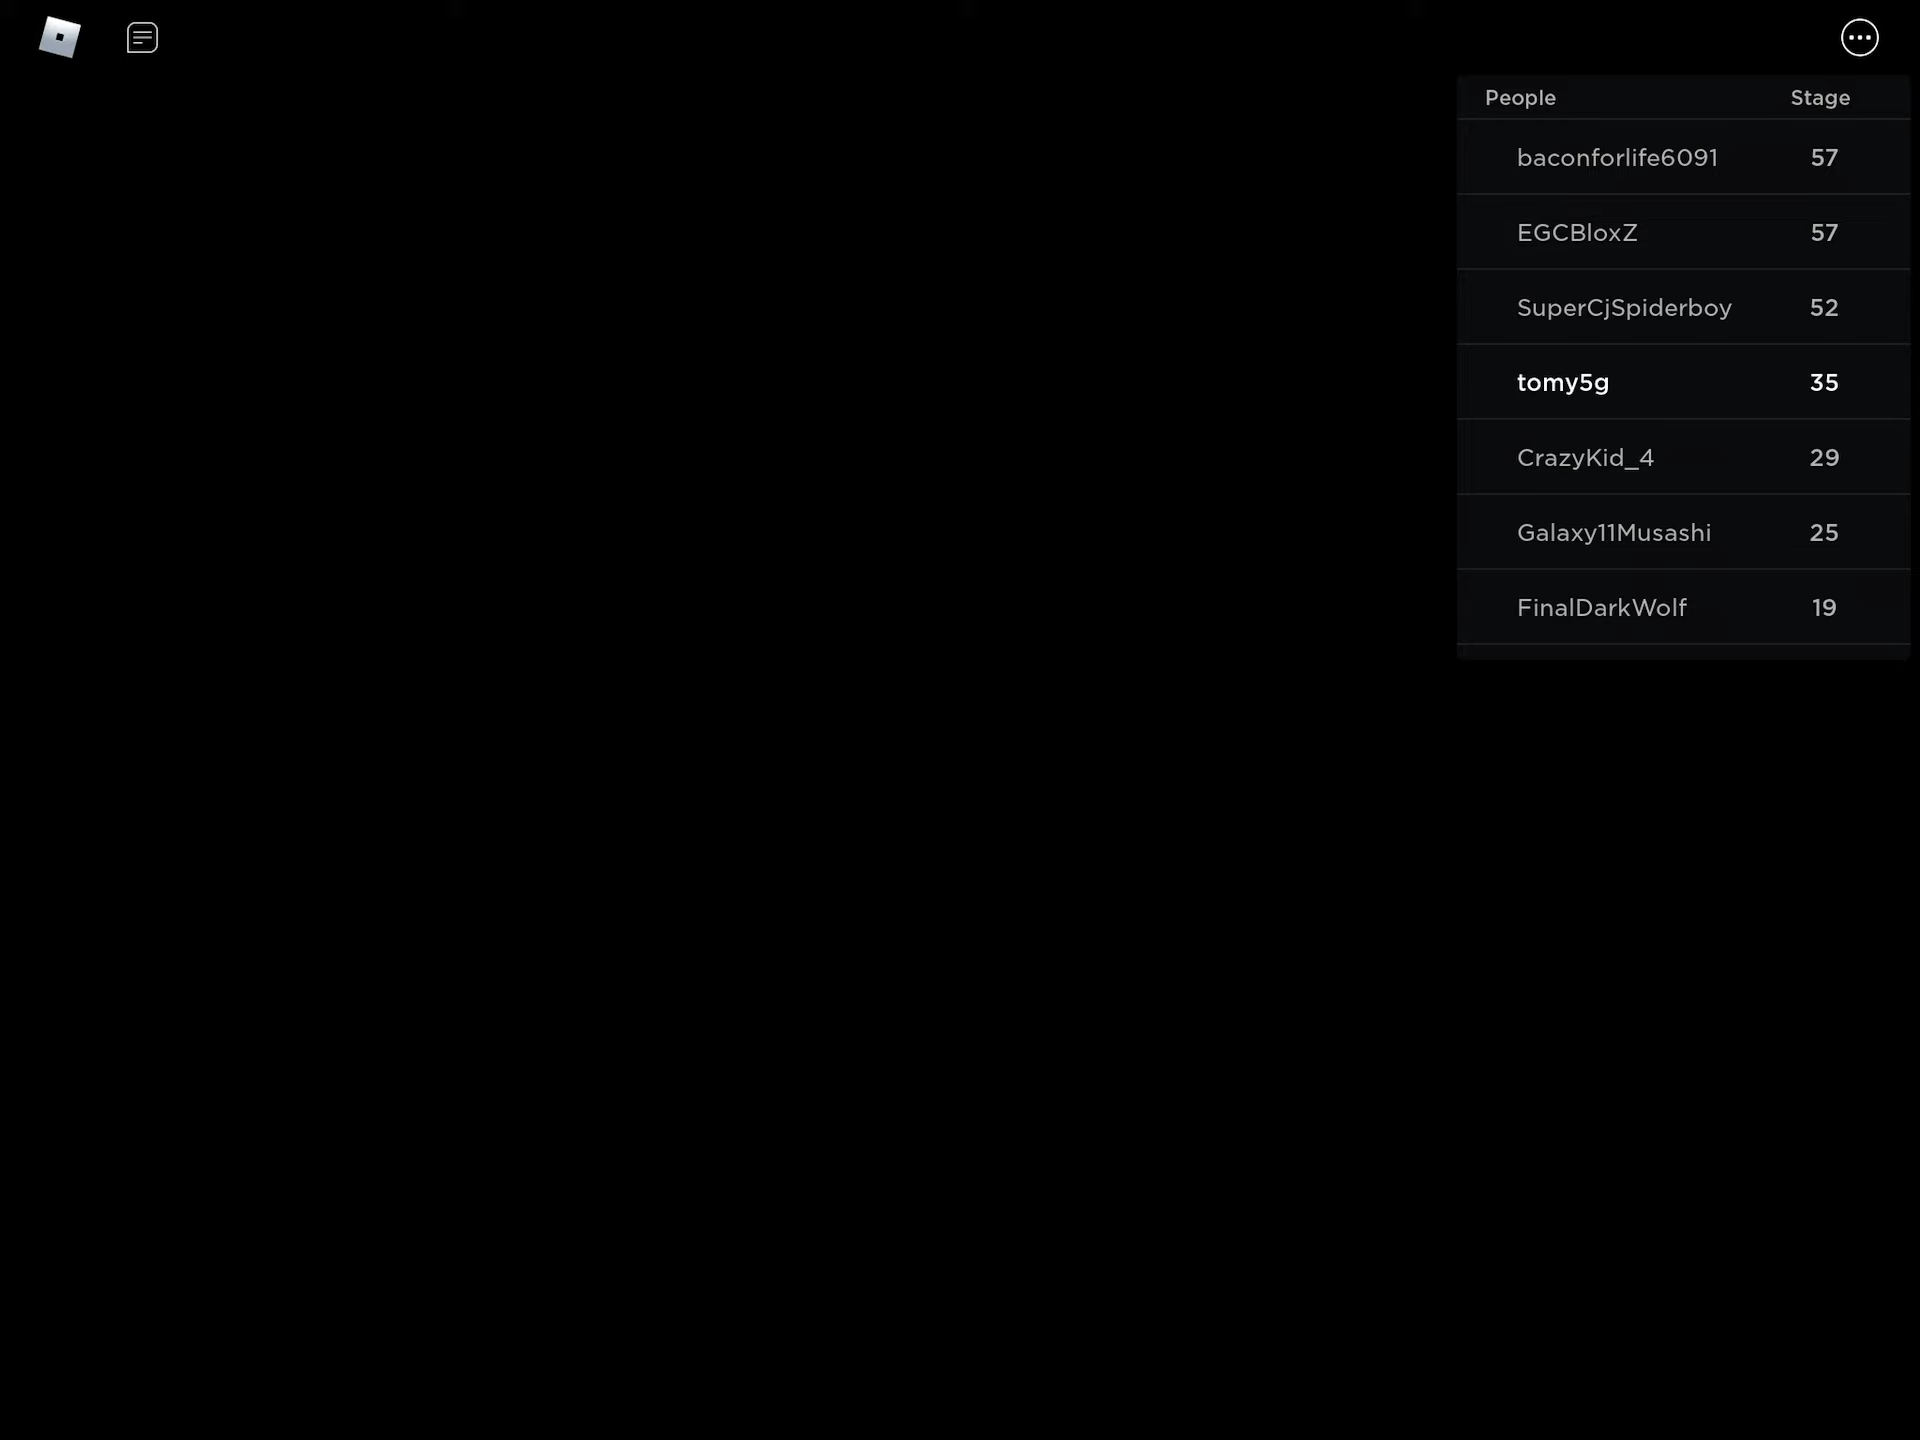 People Stage
baconforlife6091 57
EGCBloxZ 57
SuperCjSpiderboy 52
tomy5g 35
CrazyKid_4 29
Galaxy11Musashi 25
FinalDarkWolf 19